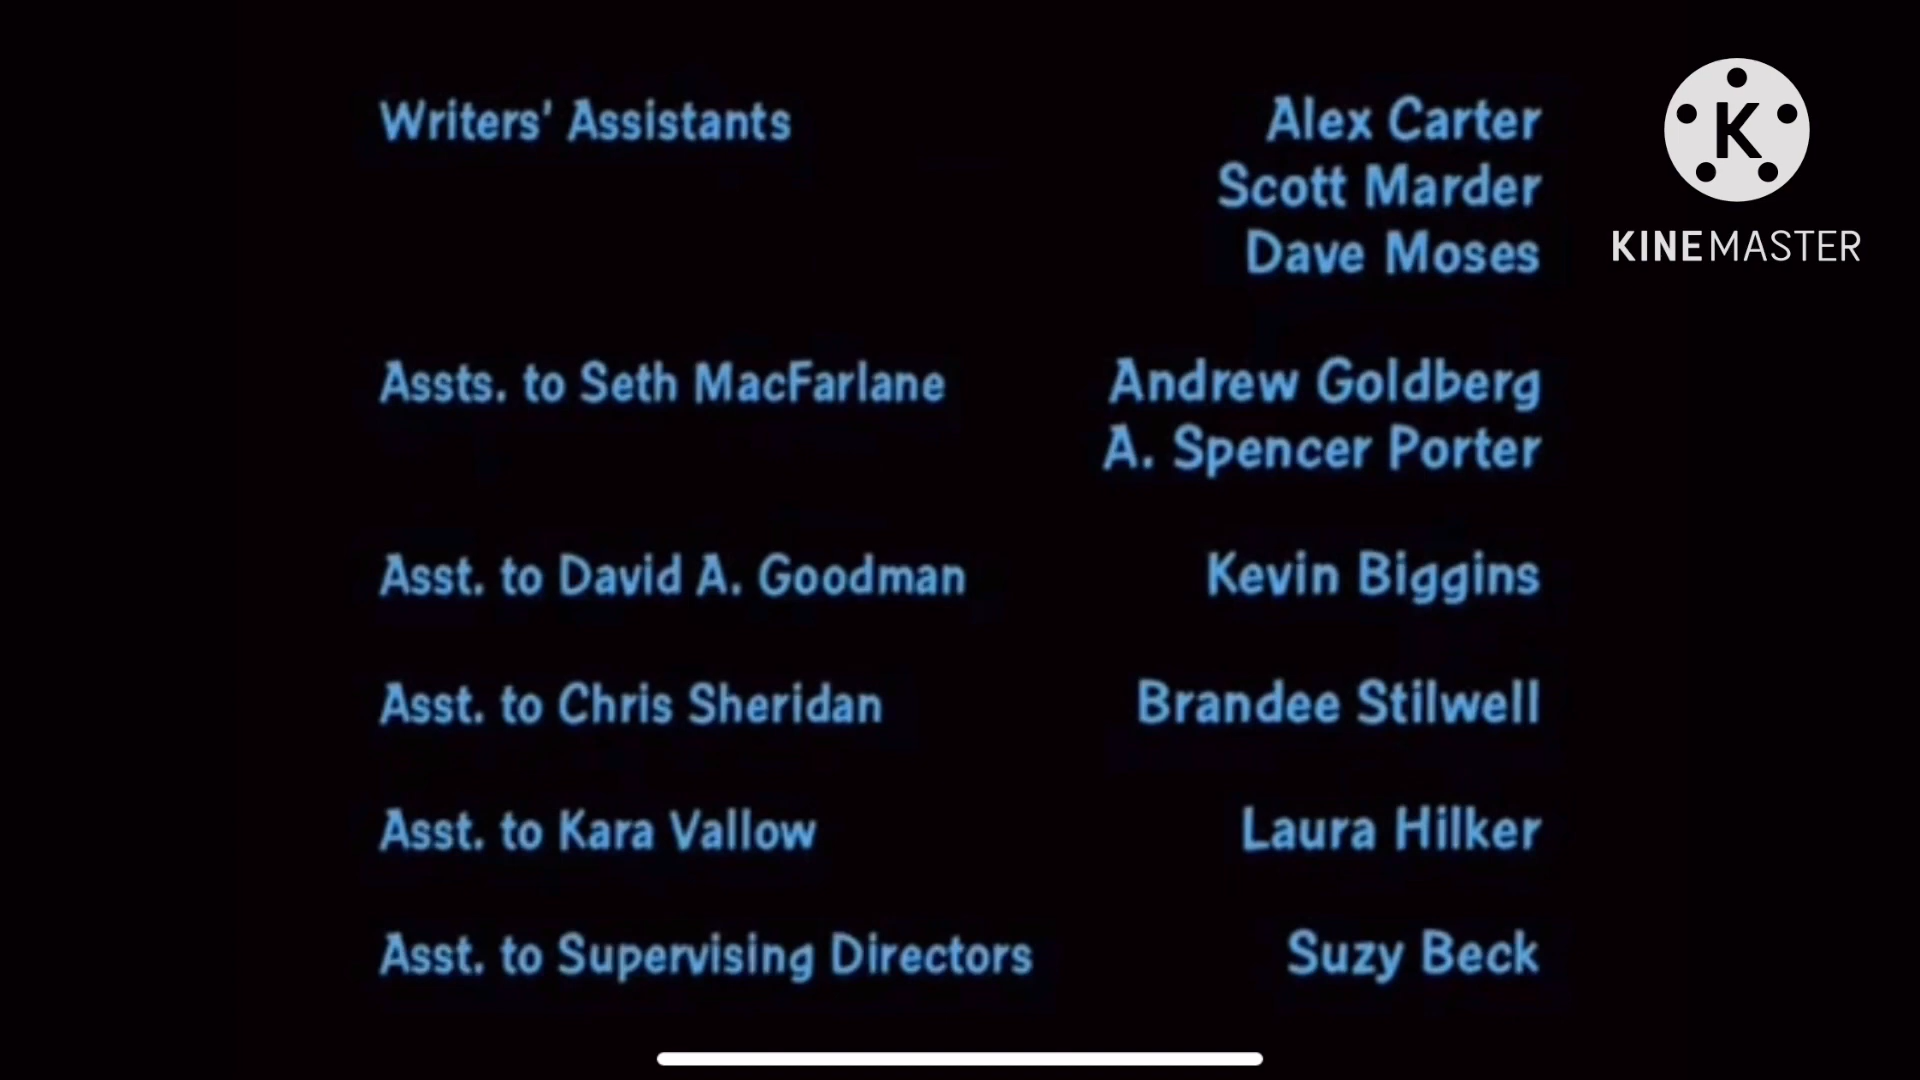 Writers' Assistants Alex Carter
Scott Marder
Dave Moses
Assts. to Seth MacFarlane Andrew Goldberg
A. Spencer Porter
Asst. to David A. Goodman Kevin Biggins
Asst. to Chris Sheridan Brandee Stilwell
Asst. to Kara Vallow Laura Hilker
Asst. to Supervising Directors Suzy Beck
K
KINEMASTER